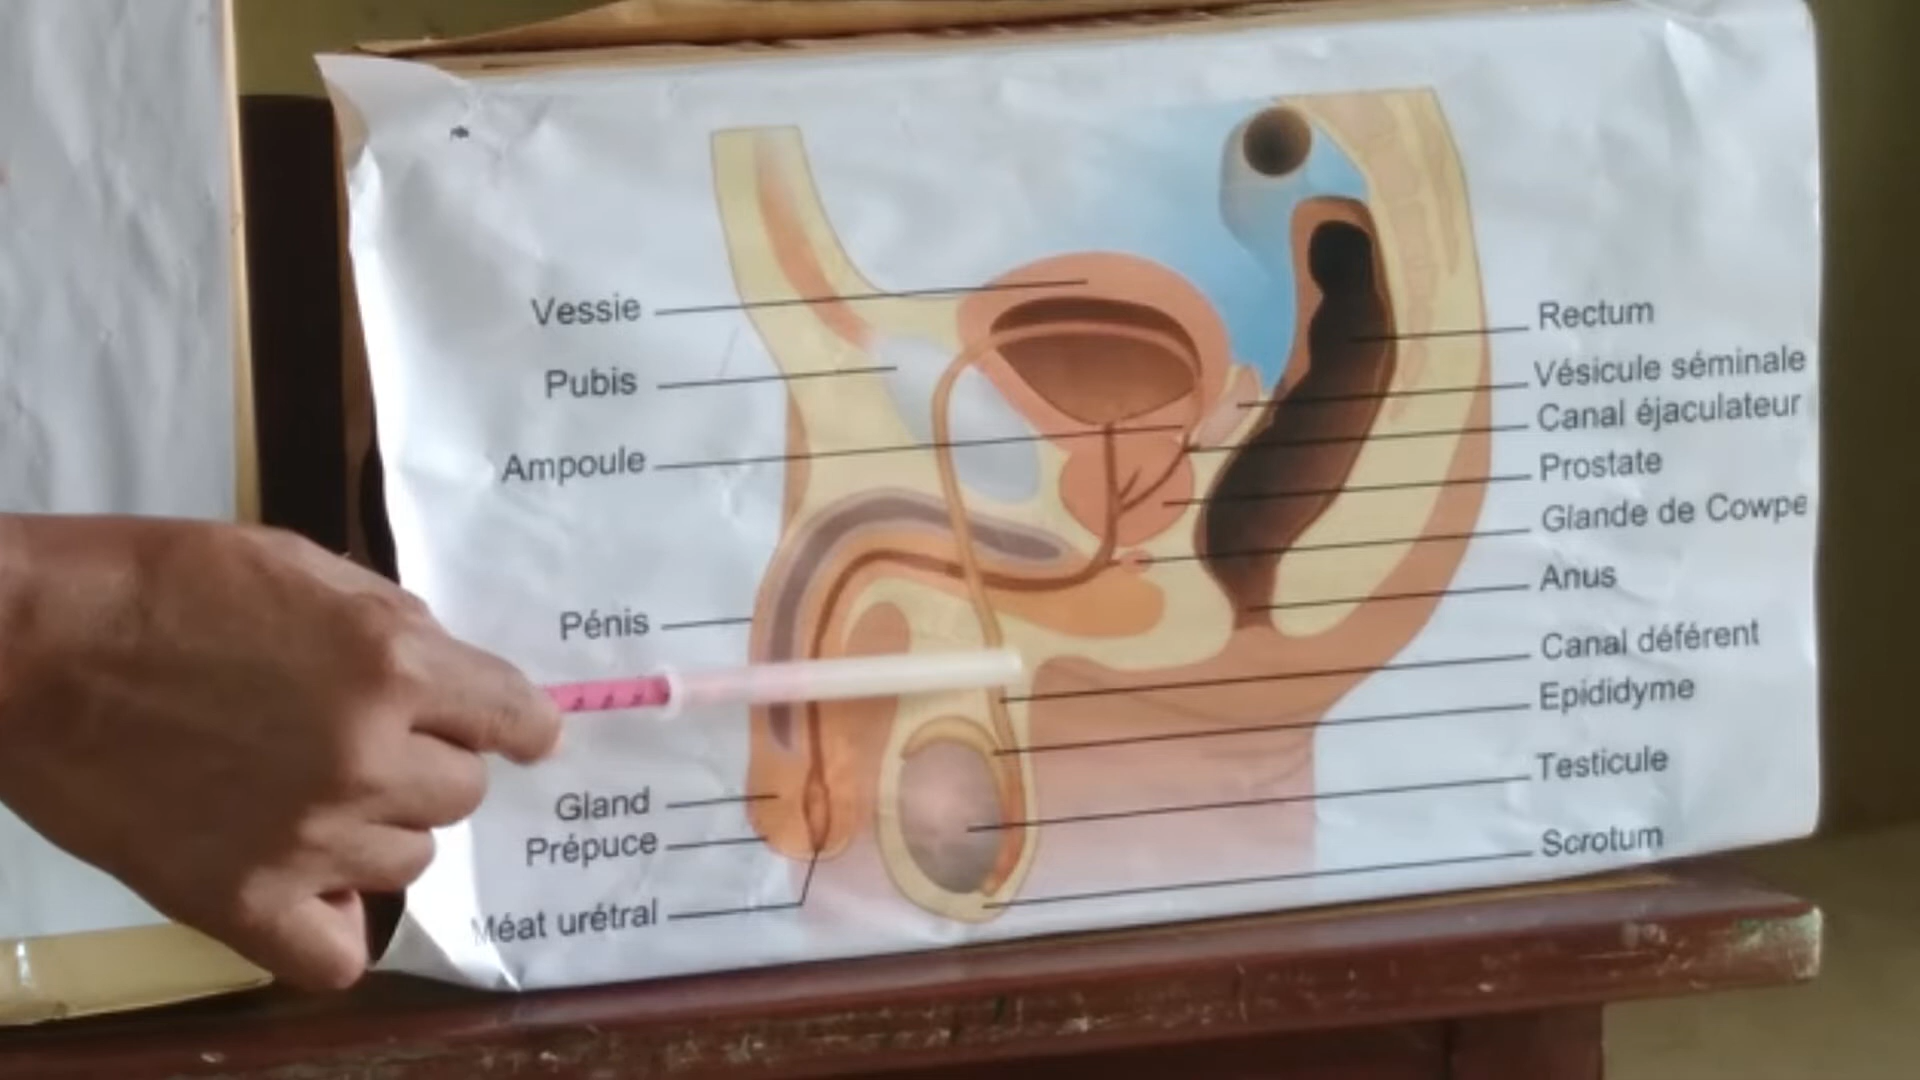 Vessie
Pubis
Ampoule
Pénis
Gland
Prépuce
Méat urétral
Rectum
Vésicule séminale
Canal éjaculateur
Prostate
Glande de Cowpe
Anus
Canal déférent
Epididyme
Testicule
Scrotum